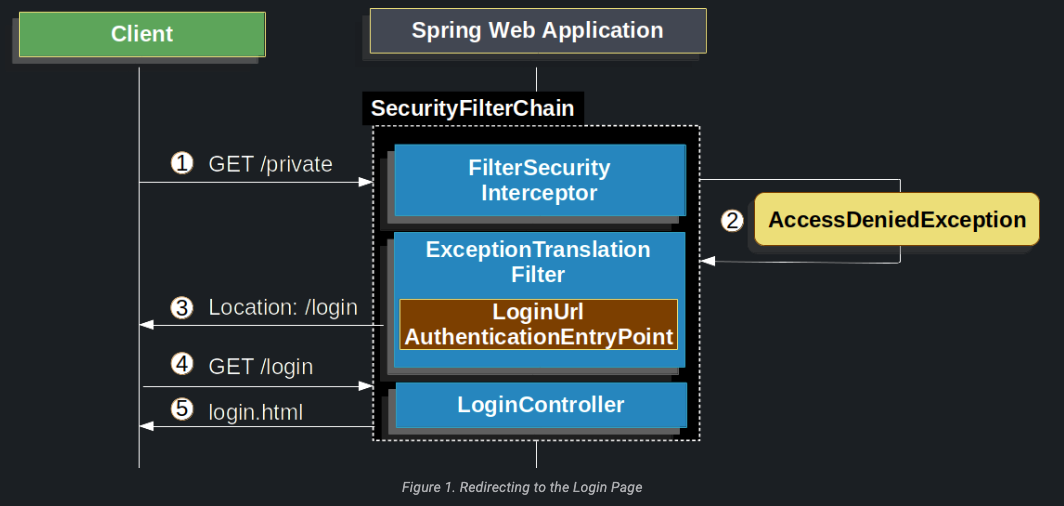 Client
Spring Web Application
SecurityFilterChain
1 GET /private
FilterSecurity
Interceptor
2 AccessDeniedException
ExceptionTranslation
Filter
3 Location: /login
LoginUrl
AuthenticationEntryPoint
4 GET /login
LoginController
5 login.html
Figure 1. Redirecting to the Login Page